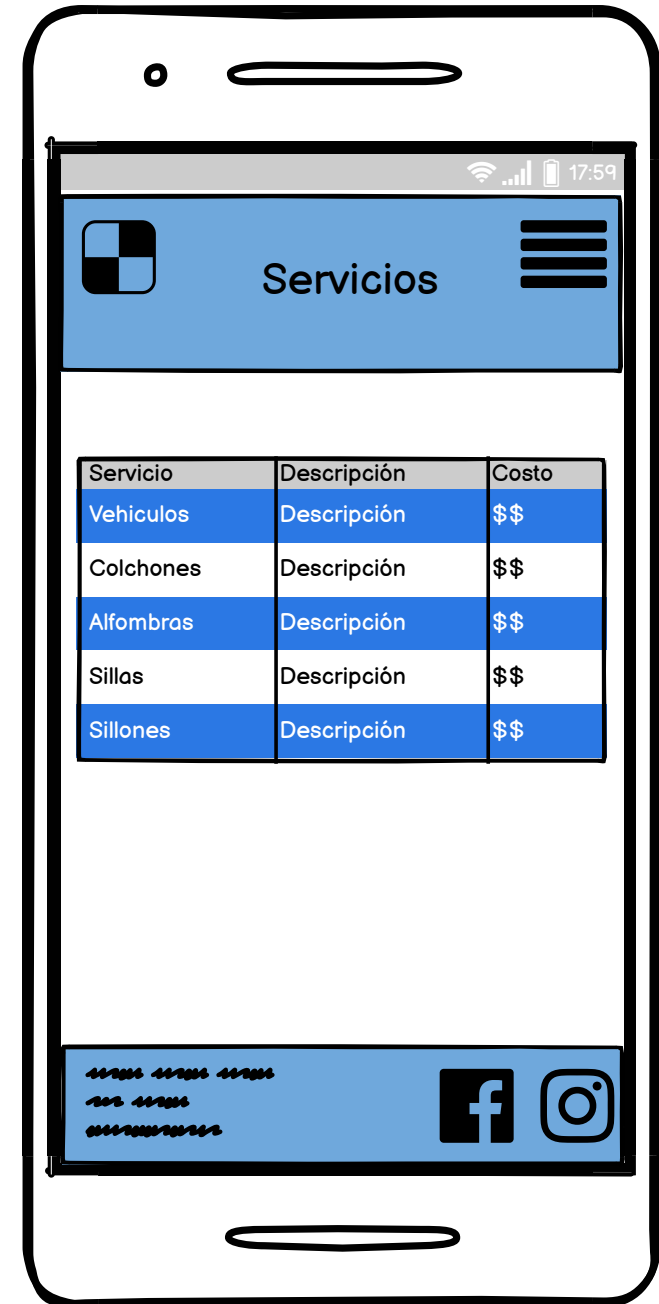 17:59
Servicios
Servicio Descripción Costo
Vehiculos Descripción $$
Colchones Descripción $$
Alfombras Descripción $$
Sillas Descripción $$
Sillones Descripción $$